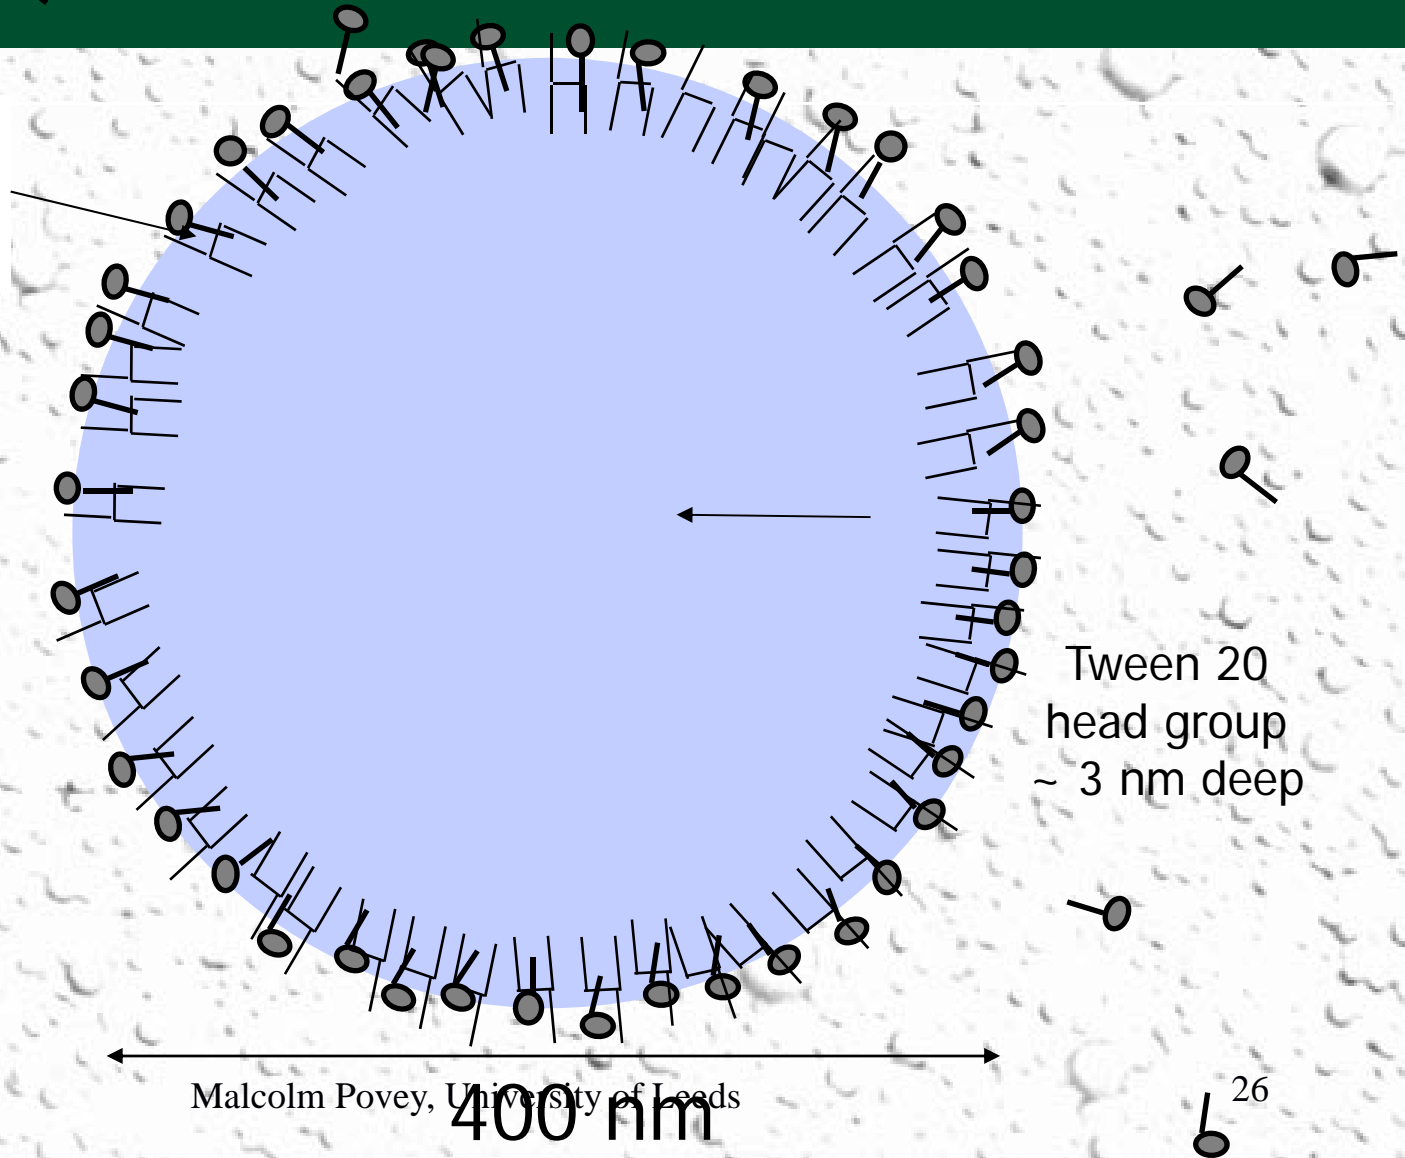 Tween 20
head group
~ 3 nm deep
Malcolm Povey, University of Leeds
400 nm
26